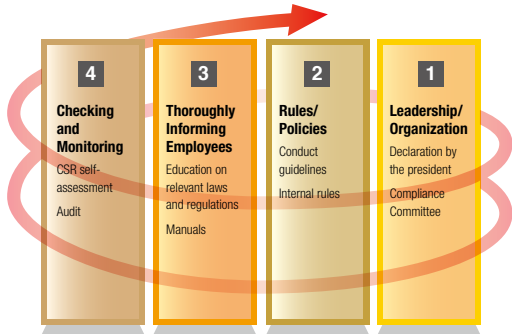 4
Checking
and
Monitoring
CSR self-
assessment
Audit
3
Thoroughly
Informing
Employees
Education on
relevant laws
and regulations
Manuals
2
Rules/
Policies
Conduct
guidelines
Internal rules
1
Leadership/
Organization
Declaration by
the president
Compliance
Committee